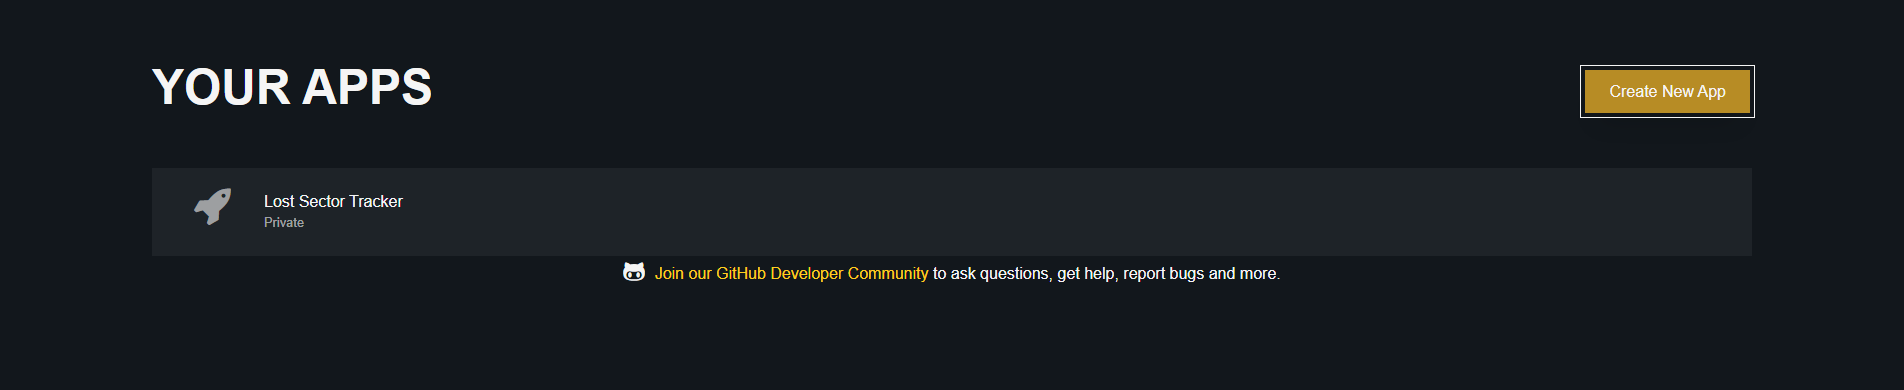 YOUR APPS
Create New App
Lost Sector Tracker
Private
Join our GitHub Developer Community to ask questions, get help, report bugs and more.